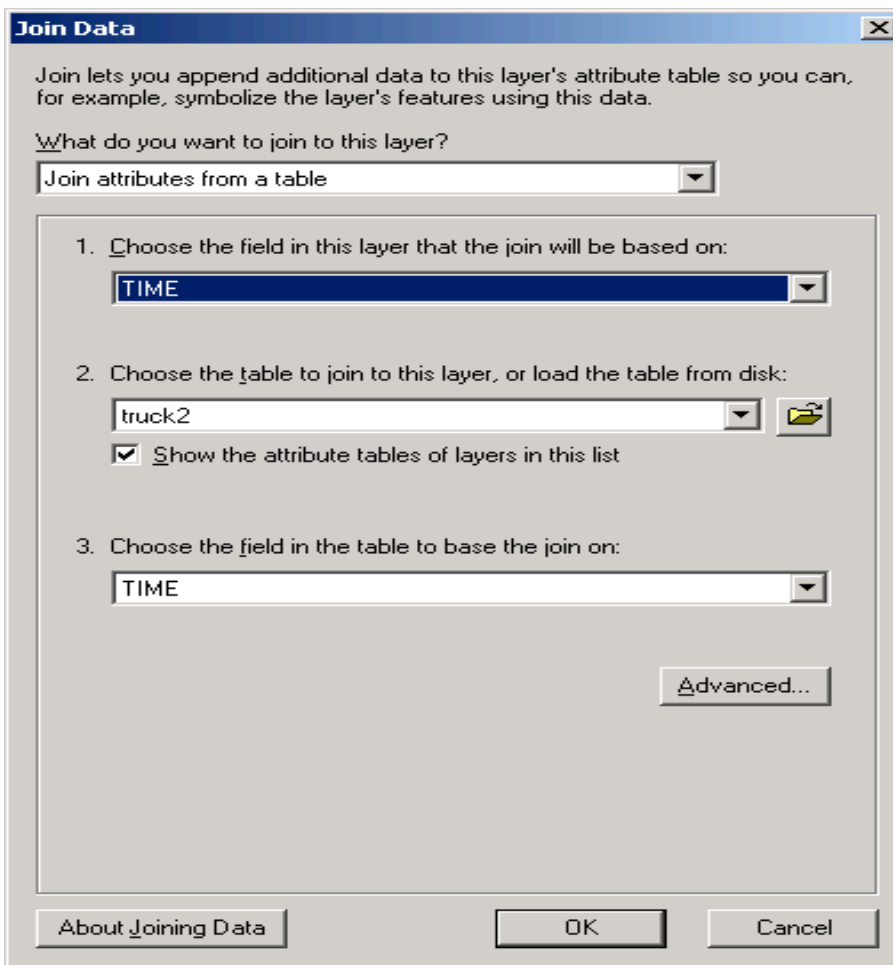 Join Data
Join lets you append additional data to this layer's attribute table so you can,
for example, symbolize the layer's features using this data.
What do you want to join to this layer?
Join attributes from a table
1. Choose the field in this layer that the join will be based on:
TIME
2. Choose the table to join to this layer, or load the table from disk:
truck2
Show the attribute tables of layers in this list
3. Choose the field in the table to base the join on:
TIME
Advanced...
About Joining Data
OK
Cancel